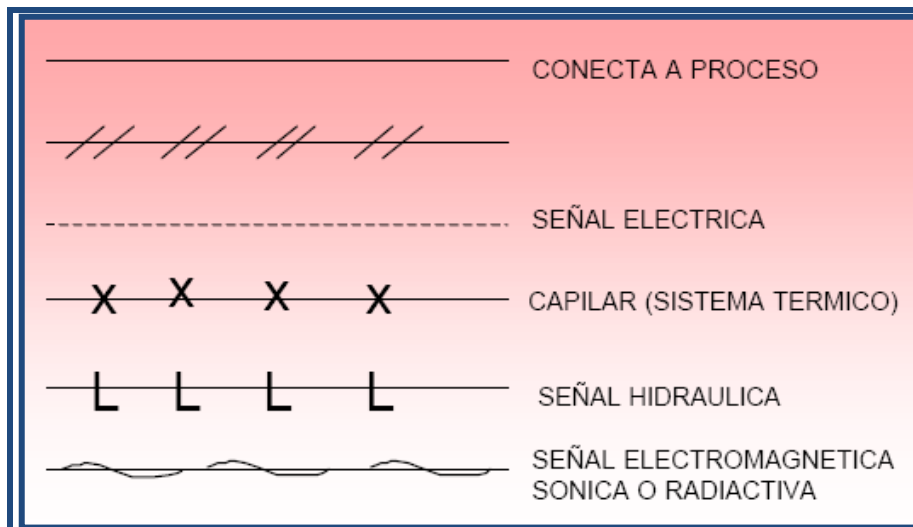 CONECTA A PROCESO
SEÑAL ELECTRICA
X X X X
CAPILAR (SISTEMA TERMICO)
L L L L
SEÑAL HIDRAULICA
SEÑAL ELECTROMAGNETICA
SONICA O RADIACTIVA